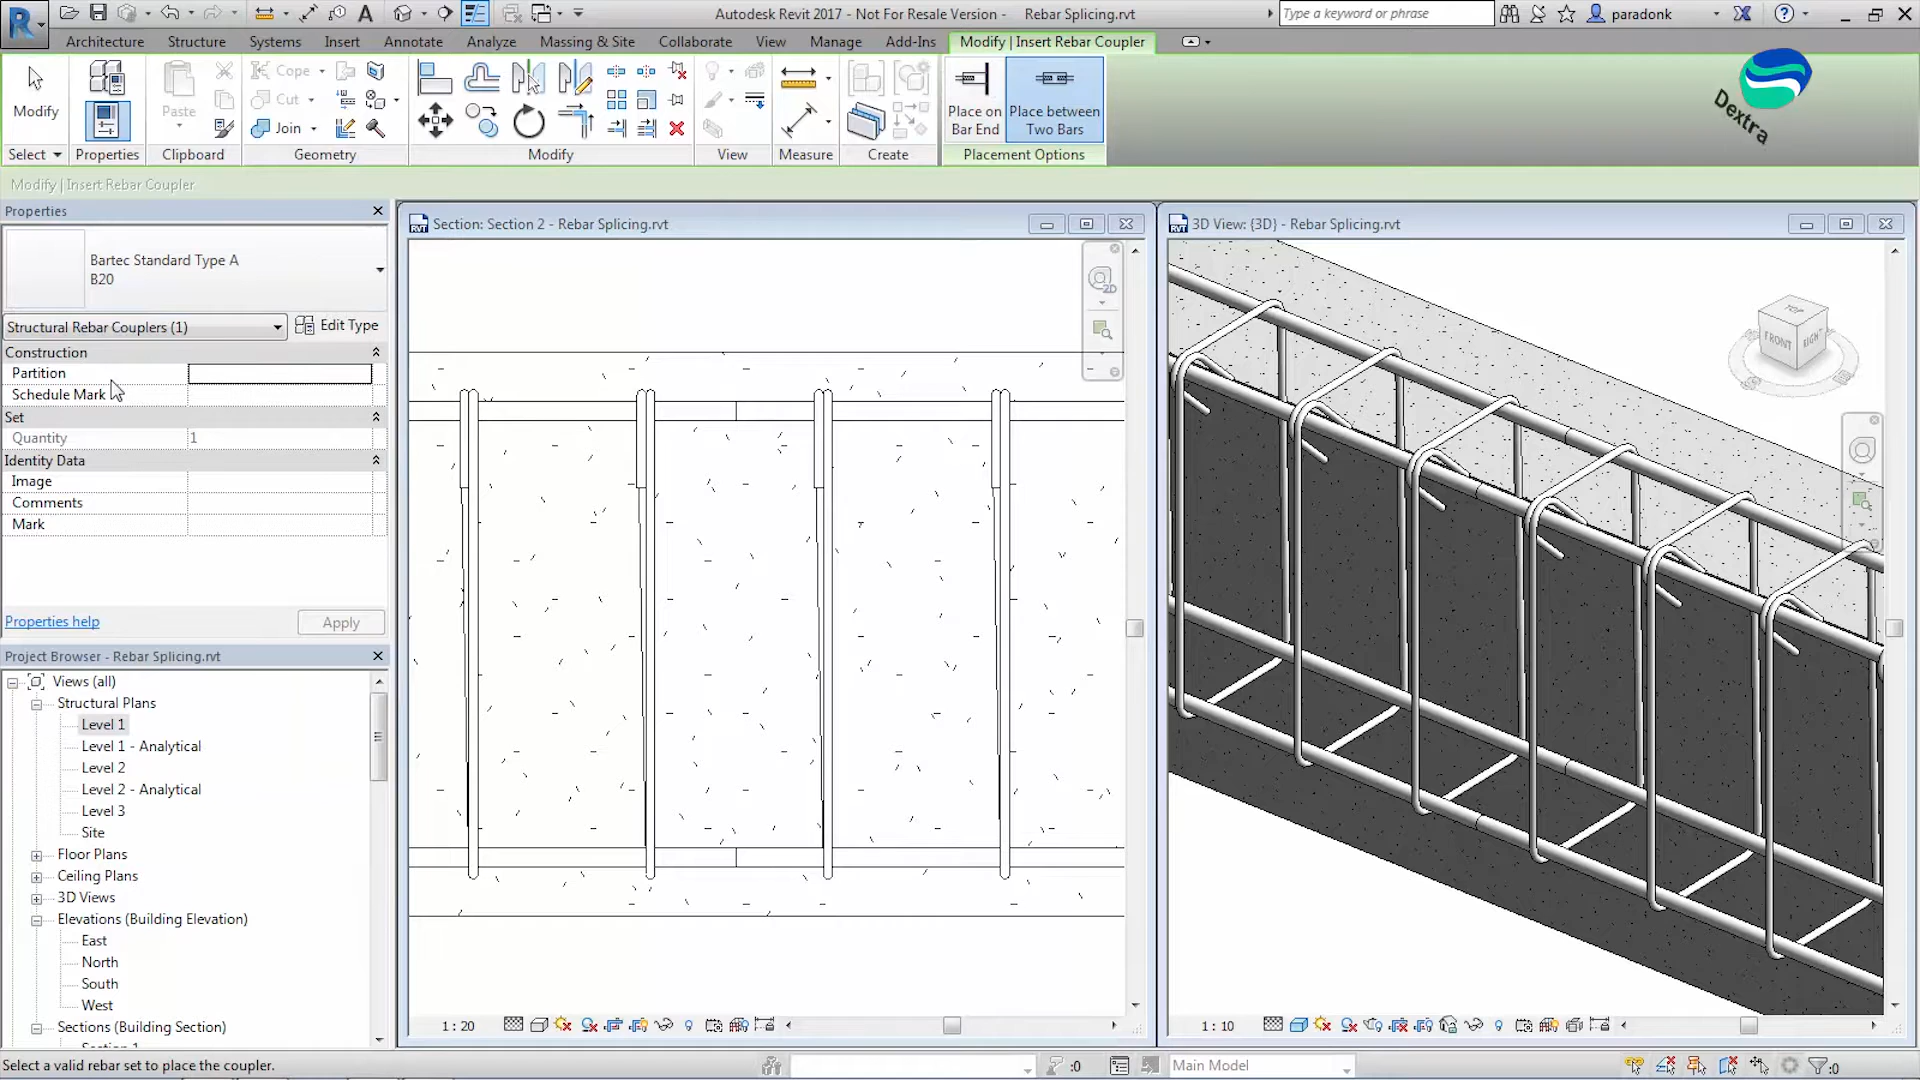 Autodesk Revit 2017 - Not For Resale Version - Rebar Splicing.rvt
Type a keyword or phrase
paradonk
Architecture Structure Systems Insert Annotate Analyze Massing & Site Collaborate View Manage Add-Ins Modify | Insert Rebar Coupler
Modify
Paste
Cope
Cut
Join
Place on Bar End
Place between Two Bars
Dextra
Select Properties Clipboard Geometry Modify View Measure Create Placement Options
Modify | Insert Rebar Coupler
Properties
Bartec Standard Type A
B20
Structural Rebar Couplers (1)
Edit Type
Construction
Partition
Schedule Mark
Set
Quantity 1
Identity Data
Image
Comments
Mark
Properties help
Apply
Project Browser - Rebar Splicing.rvt
Views (all)
Structural Plans
Level 1
Level 1 - Analytical
Level 2
Level 2 - Analytical
Level 3
Site
Floor Plans
Ceiling Plans
3D Views
Elevations (Building Elevation)
East
North
South
West
Sections (Building Section)
Section: Section 2 - Rebar Splicing.rvt
2D
1 : 20
3D View: {3D} - Rebar Splicing.rvt
TOP
FRONT
RIGHT
1 : 10
Select a valid rebar set to place the coupler.
:0
Main Model
:0